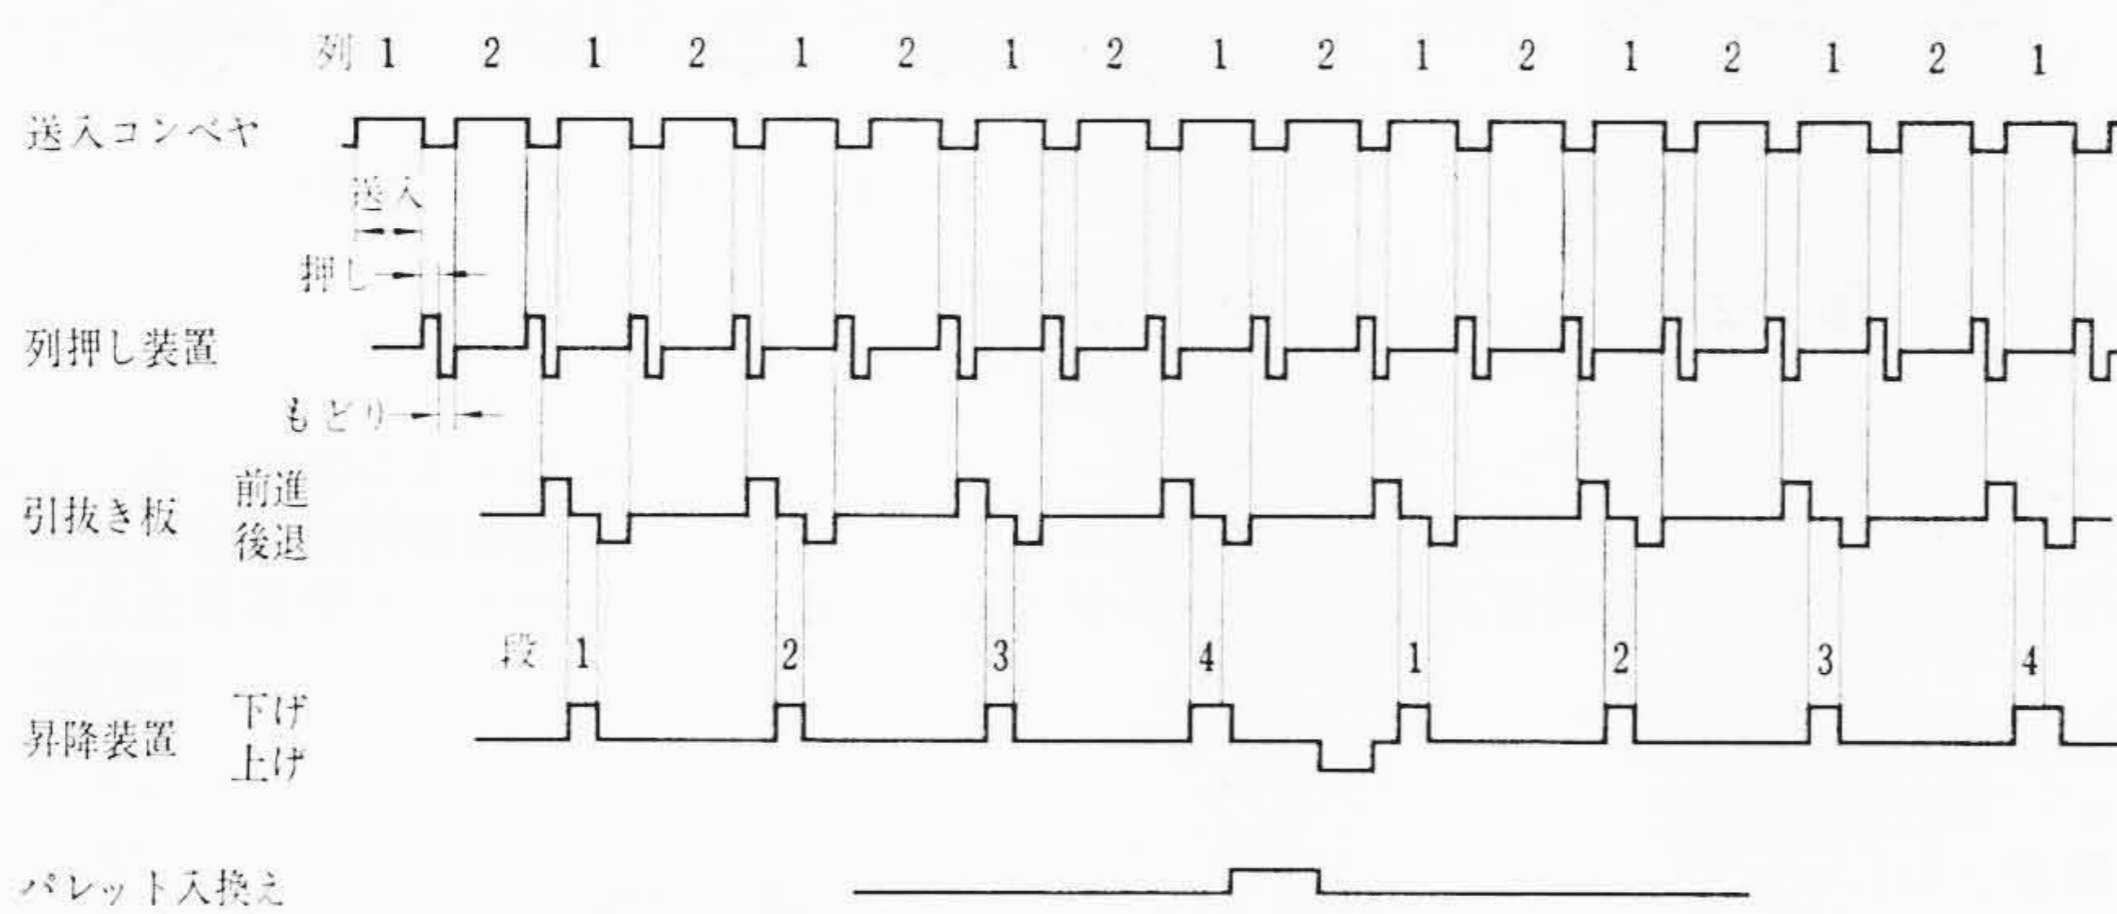 列 1 2 1 2 1 2 1 2 1 2 1 2 1 2 1 2 1
送入コンベヤ
送入
押し
列押し装置
もどり
引抜き板
前進
後退
段 1 2 3 4 1 2 3 4
昇降装置
下げ
上げ
パレット入換え